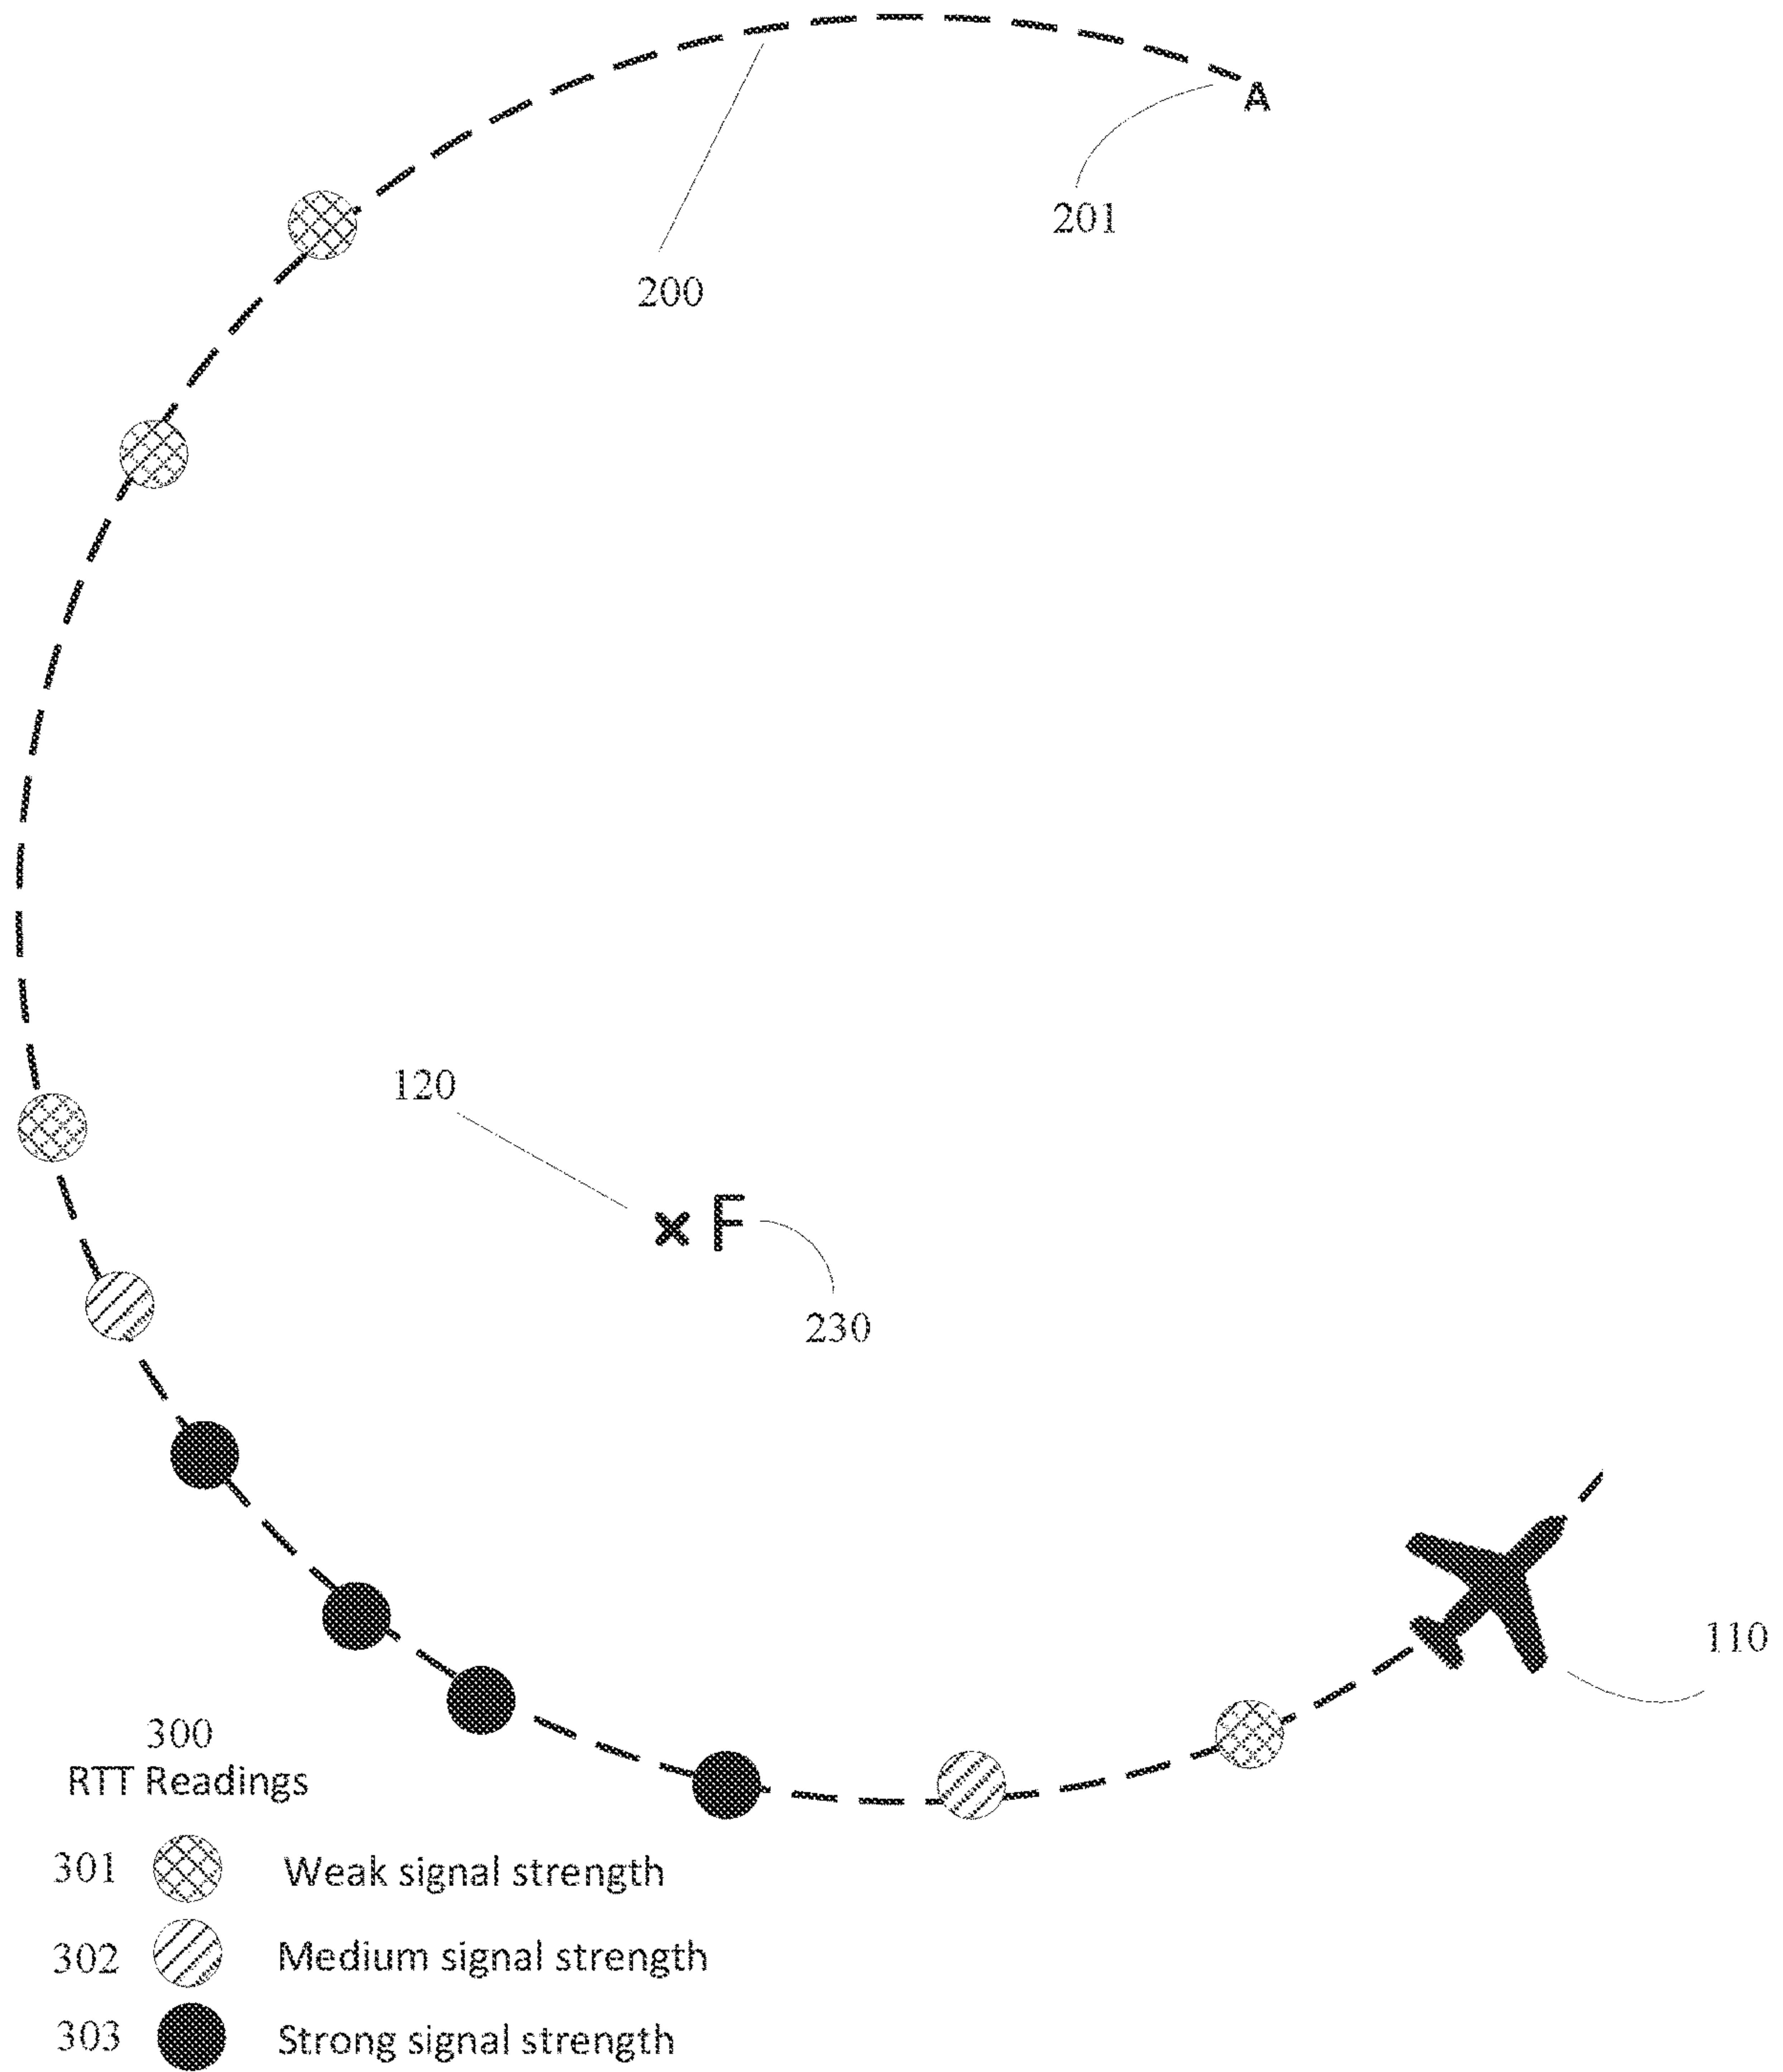 A
201
200
120
F
230
110
300
RTT Readings
301 Weak signal strength
302 Medium signal strength
303 Strong signal strength